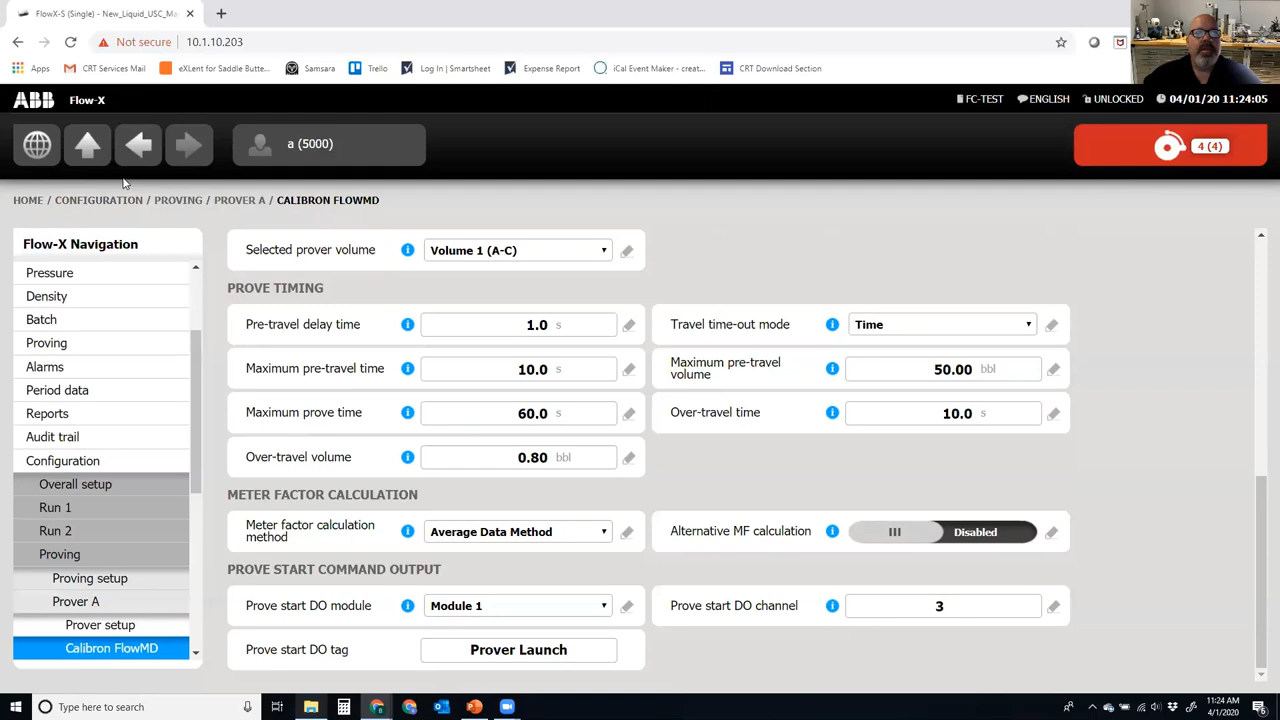 FlowX-S (Single) - New_Liquid_USC_Ma
Not secure 10.1.10.203
Apps CRT Services Mail eXLent for Saddle Butte... Samsara Trello Log In | Smartsheet Expense Report iCal Event Maker - creat... CRT Download Section
ABB Flow-X FC-TEST ENGLISH UNLOCKED 04/01/20 11:24:05
a (5000) 4 (4)
HOME / CONFIGURATION / PROVING / PROVER A / CALIBRON FLOWMD
Flow-X Navigation
Pressure
Density
Batch
Proving
Alarms
Period data
Reports
Audit trail
Configuration
Overall setup
Run 1
Run 2
Proving
Proving setup
Prover A
Prover setup
Calibron FlowMD
Selected prover volume Volume 1 (A-C)
PROVE TIMING
Pre-travel delay time 1.0 s Travel time-out mode Time
Maximum pre-travel time 10.0 s Maximum pre-travel
volume 50.00 bbl
Maximum prove time 60.0 s Over-travel time 10.0 s
Over-travel volume 0.80 bbl
METER FACTOR CALCULATION
Meter factor calculation
method Average Data Method Alternative MF calculation Disabled
PROVE START COMMAND OUTPUT
Prove start DO module Module 1 Prove start DO channel 3
Prove start DO tag Prover Launch
Type here to search
11:24 AM
4/1/2020
6